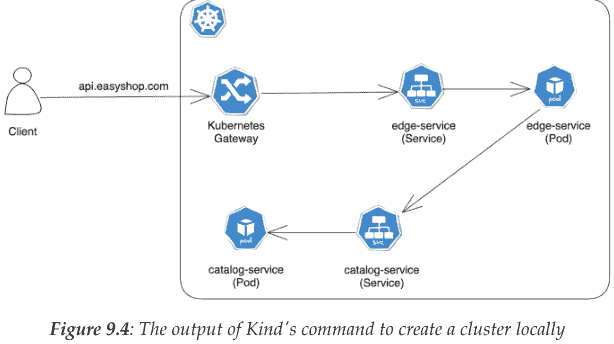 api.easyshop.com
Client
Kubernetes
Gateway
svc
edge-service
(Service)
pod
edge-service
(Pod)
pod
catalog-service
(Pod)
svc
catalog-service
(Service)
Figure 9.4: The output of Kind's command to create a cluster locally